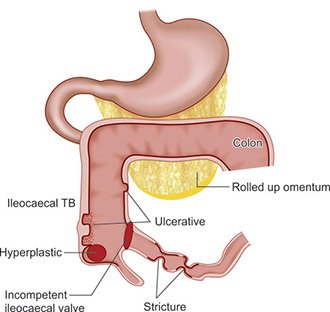 Colon
Rolled up omentum
Ileocaecal TB
Ulcerative
Hyperplastic
Incompetent
ileocaecal valve
Stricture